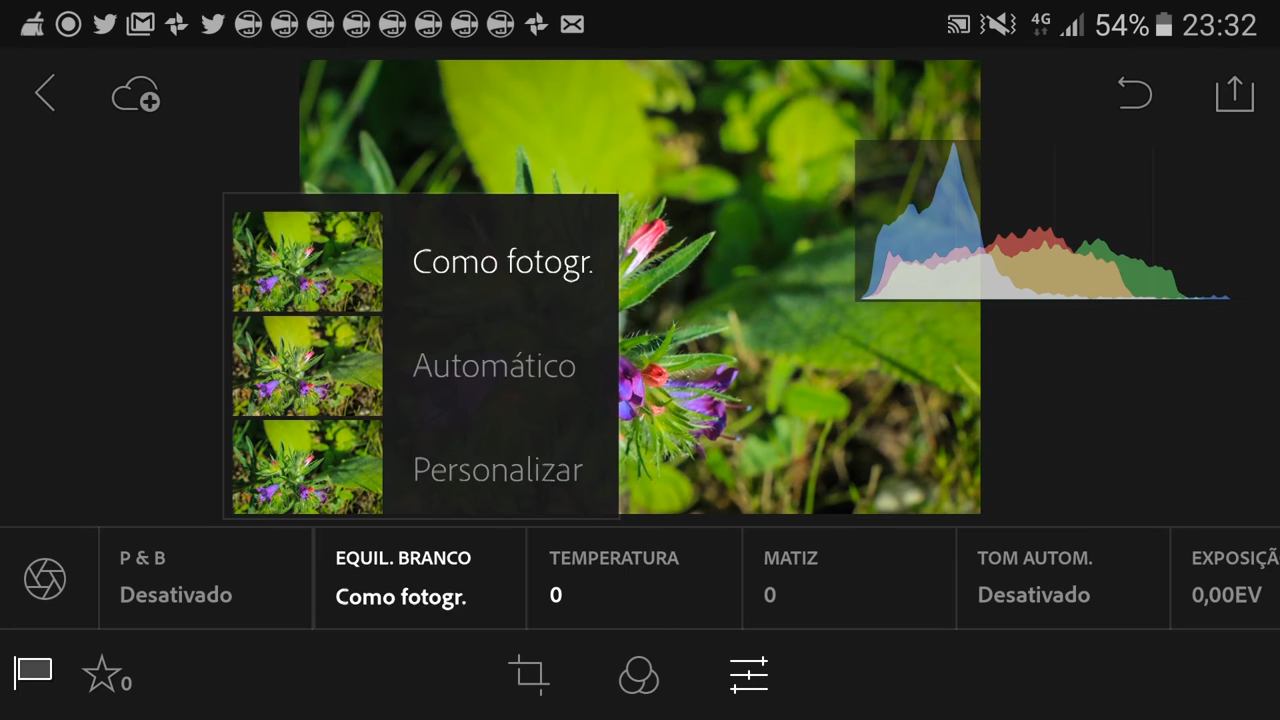 4G 54% 23:32
Como fotogr.
Automático
Personalizar
P & B
Desativado
EQUIL. BRANCO
Como fotogr.
TEMPERATURA
0
MATIZ
0
TOM AUTOM.
Desativado
EXPOSIÇÃ
0,00EV
0